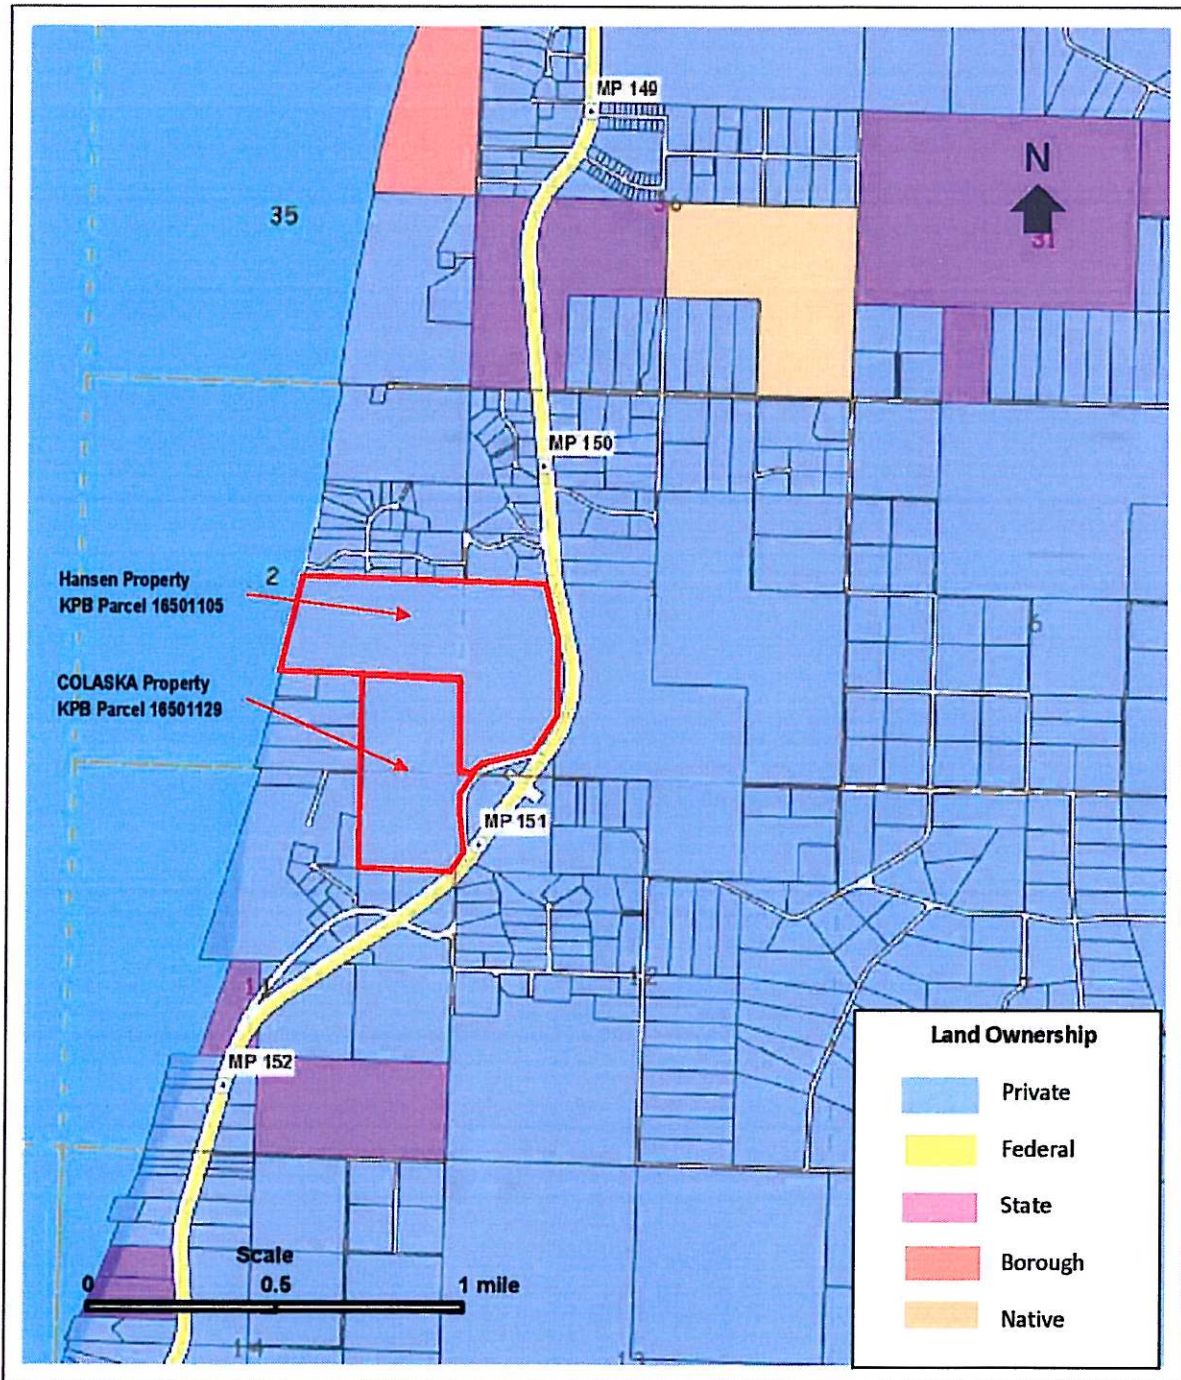 MP 149
N
35
36
31
MP 150
Hansen Property
KPB Parcel 16501105
2
6
COLASKA Property
KPB Parcel 16501129
MP 151
12
MP 152
Land Ownership
Private
Federal
State
Borough
Native
Scale
0 0.5 1 mile
14
13